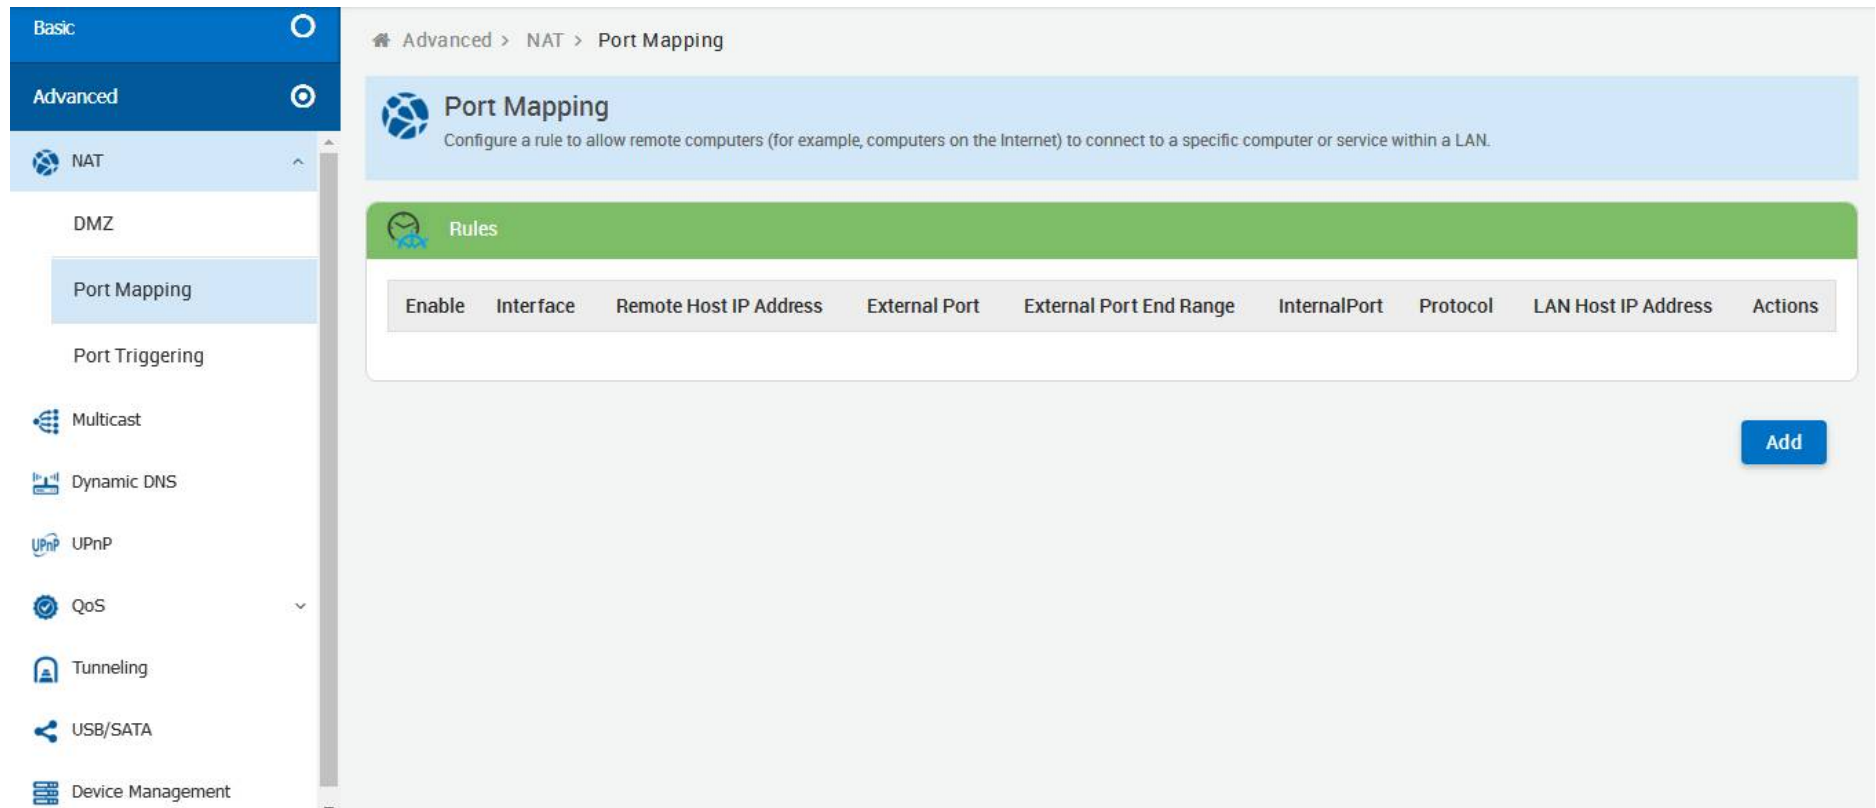 Basic
Advanced
NAT
DMZ
Port Mapping
Port Triggering
Multicast
Dynamic DNS
UPnP UPnP
QoS
Tunneling
USB/SATA
Device Management
Advanced > NAT > Port Mapping
Port Mapping
Configure a rule to allow remote computers (for example, computers on the Internet) to connect to a specific computer or service within a LAN.
Rules
Enable Interface Remote Host IP Address External Port External Port End Range InternalPort Protocol LAN Host IP Address Actions
Add